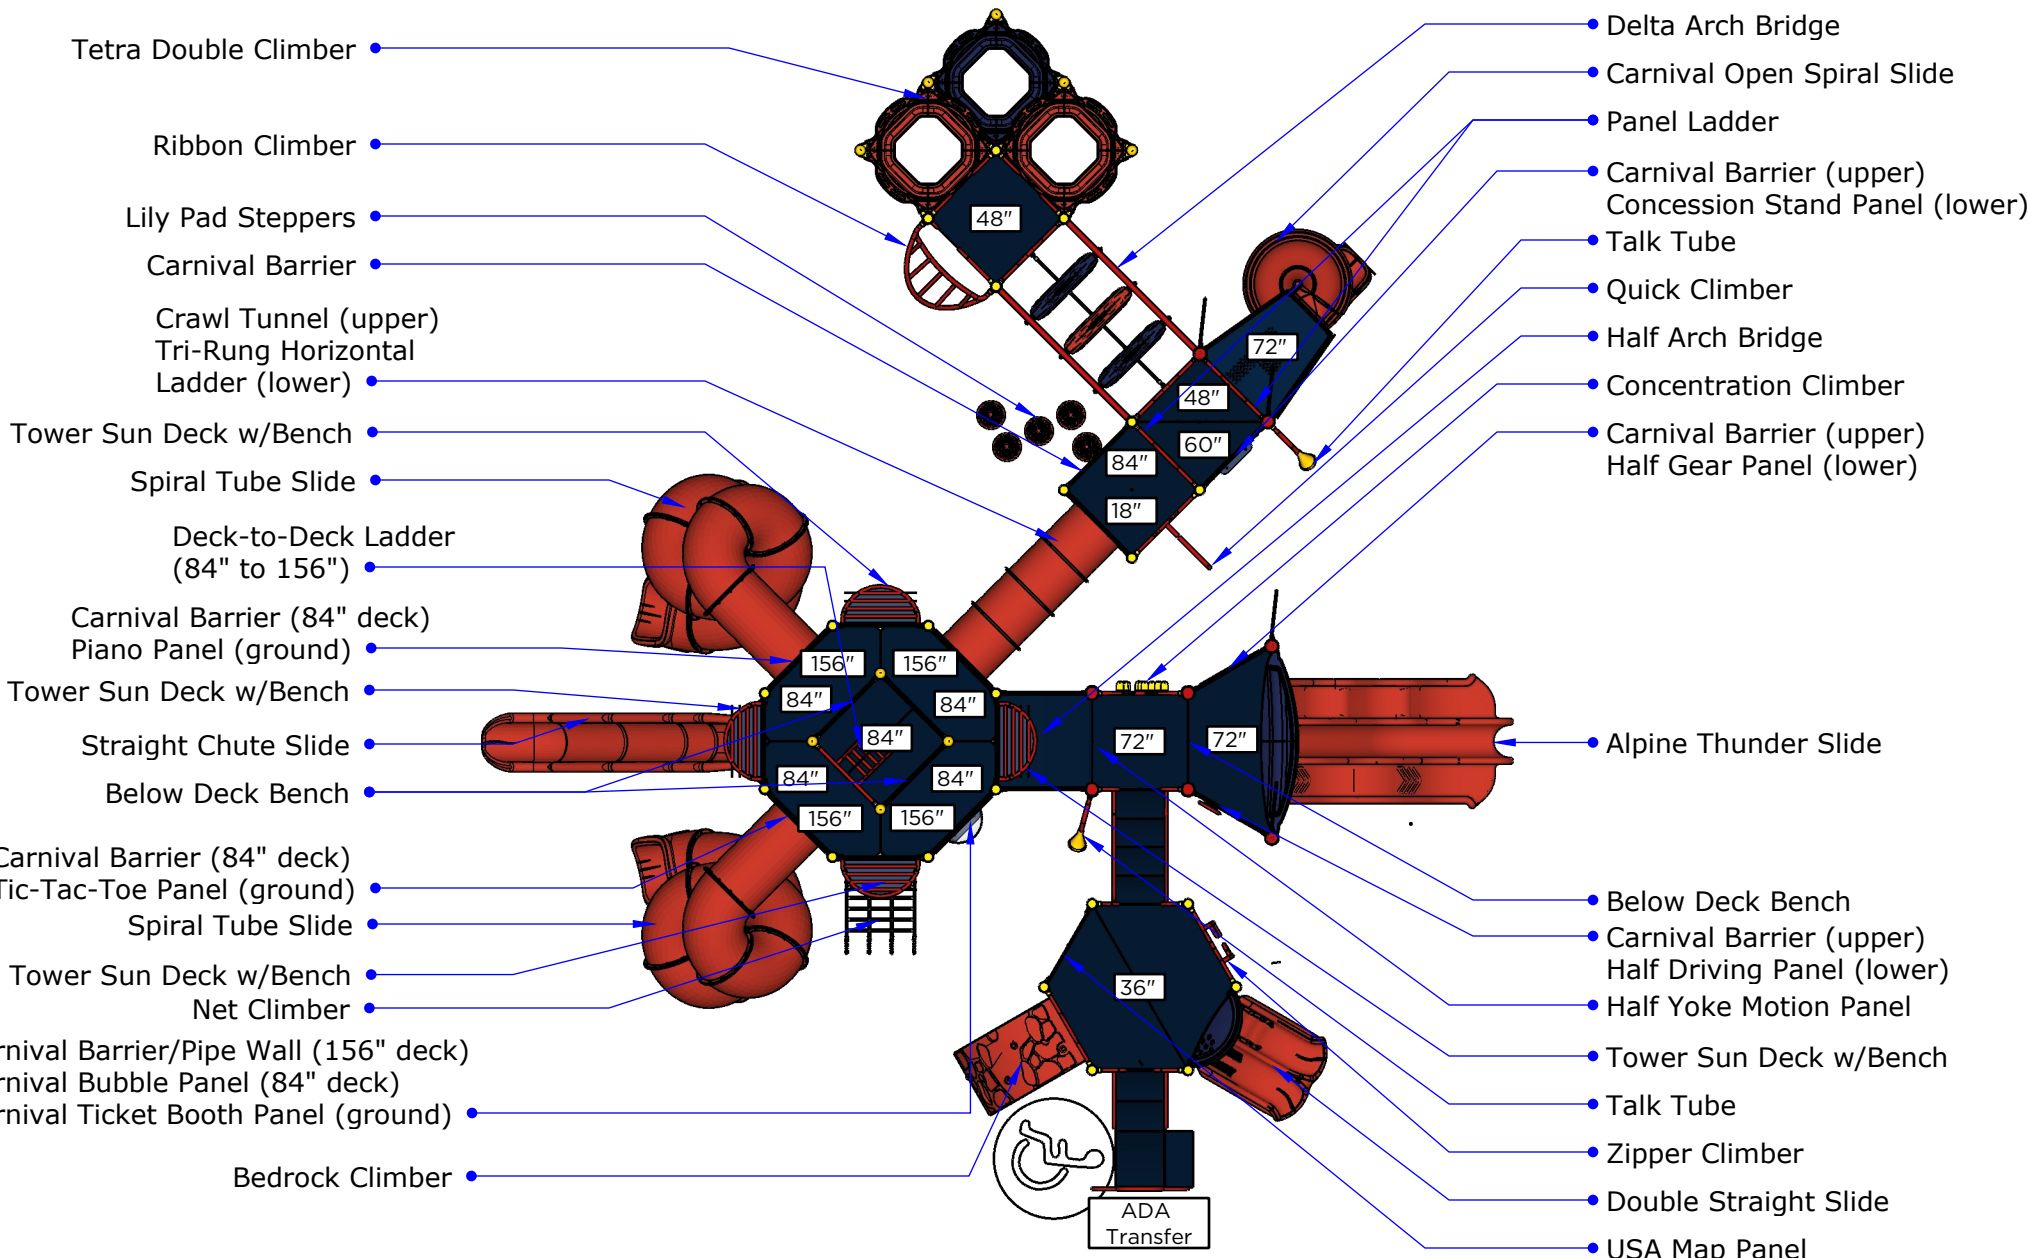 Tetra Double Climber
Ribbon Climber
Lily Pad Steppers
Carnival Barrier
Crawl Tunnel (upper)
Tri-Rung Horizontal
Ladder (lower)
Tower Sun Deck w/Bench
Spiral Tube Slide
Deck-to-Deck Ladder
(84" to 156")
Carnival Barrier (84" deck)
Piano Panel (ground)
Tower Sun Deck w/Bench
Straight Chute Slide
Below Deck Bench
Carnival Barrier (84" deck)
Tic-Tac-Toe Panel (ground)
Spiral Tube Slide
Tower Sun Deck w/Bench
Net Climber
rnival Barrier/Pipe Wall (156" deck)
rnival Bubble Panel (84" deck)
rnival Ticket Booth Panel (ground)
Bedrock Climber
48"
72"
48"
60"
84"
18"
156"
156"
84"
84"
84"
84"
84"
156"
156"
72"
72"
36"
ADA
Transfer
Delta Arch Bridge
Carnival Open Spiral Slide
Panel Ladder
Carnival Barrier (upper)
Concession Stand Panel (lower)
Talk Tube
Quick Climber
Half Arch Bridge
Concentration Climber
Carnival Barrier (upper)
Half Gear Panel (lower)
Alpine Thunder Slide
Below Deck Bench
Carnival Barrier (upper)
Half Driving Panel (lower)
Half Yoke Motion Panel
Tower Sun Deck w/Bench
Talk Tube
Zipper Climber
Double Straight Slide
USA Map Panel